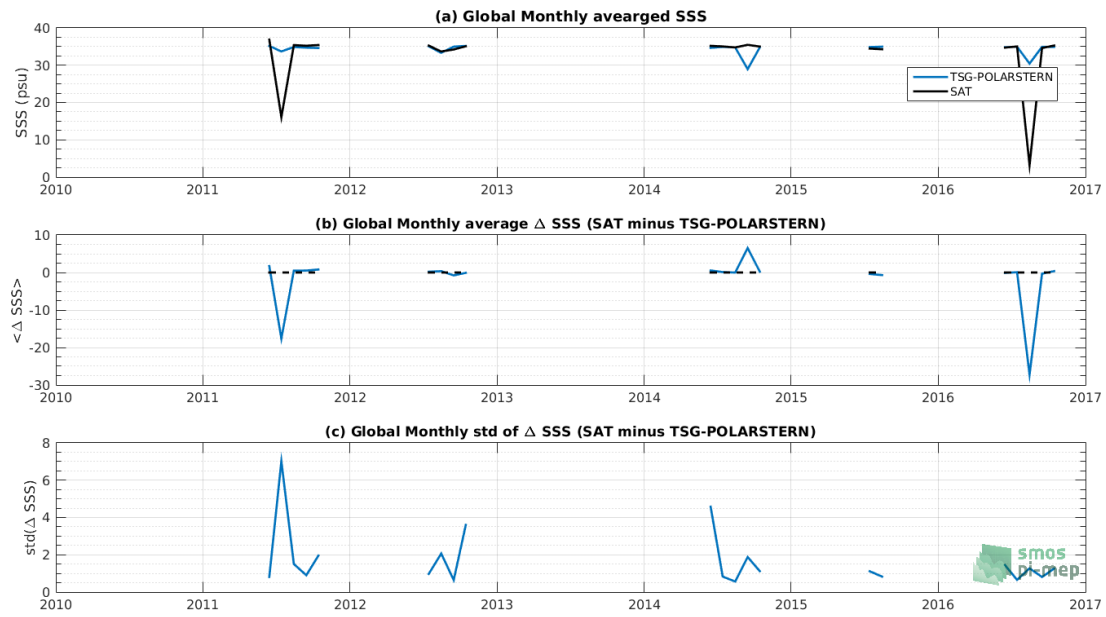 (a) Global Monthly avearged SSS
40
30
20
10
0
SSS (psu)
TSG-POLARSTERN
SAT
2010 2011 2012 2013 2014 2015 2016 2017
(b) Global Monthly average Δ SSS (SAT minus TSG-POLARSTERN)
10
0
-10
-20
-30
<Δ SSS>
2010 2011 2012 2013 2014 2015 2016 2017
(c) Global Monthly std of Δ SSS (SAT minus TSG-POLARSTERN)
8
6
4
2
0
std(Δ SSS)
smos
pi-mep
2010 2011 2012 2013 2014 2015 2016 2017